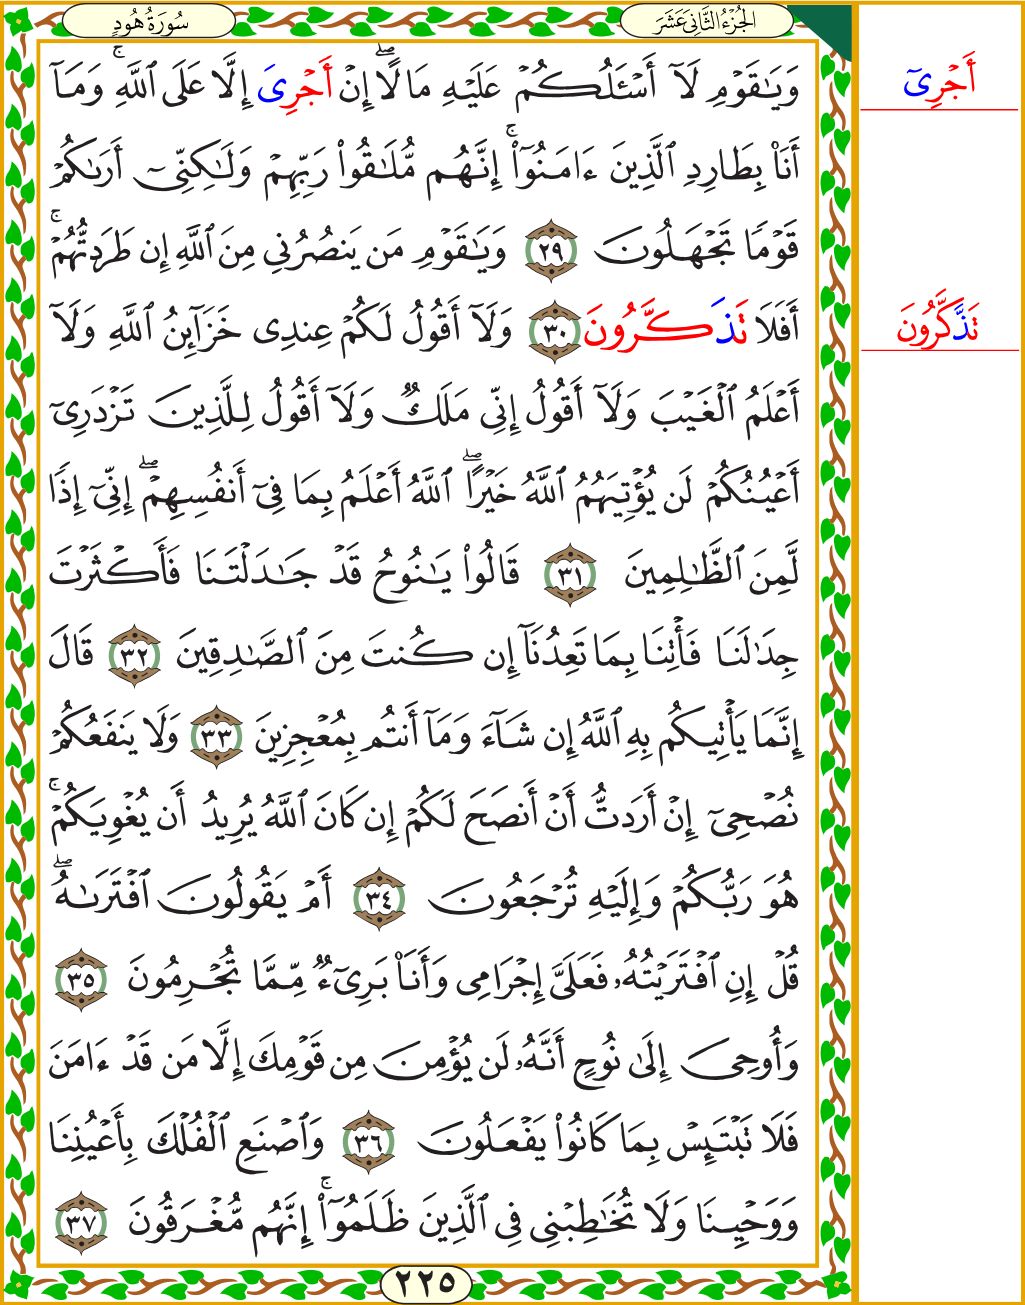 الجُزْءُ الثَّانِيَ عَشَرَ
سُورَةُ هُودٍ
وَيَٰقَوْمِ لَآ أَسْـَٔلُكُمْ عَلَيْهِ مَالًاۖ إِنْ أَجْرِىَ إِلَّا عَلَى ٱللَّهِۚ وَمَآ
أَنَا۠ بِطَارِدِ ٱلَّذِينَ ءَامَنُوٓا۟ۚ إِنَّهُم مُّلَٰقُوا۟ رَبِّهِمْ وَلَٰكِنِّىٓ أَرَىٰكُمْ
قَوْمًا تَجْهَلُونَ ٢٩ وَيَٰقَوْمِ مَن يَنصُرُنِى مِنَ ٱللَّهِ إِن طَرَدتُّهُمْۚ
أَفَلَا تَذَكَّرُونَ ٣٠ وَلَآ أَقُولُ لَكُمْ عِندِى خَزَآئِنُ ٱللَّهِ وَلَآ
أَعْلَمُ ٱلْغَيْبَ وَلَآ أَقُولُ إِنِّى مَلَكٌ وَلَآ أَقُولُ لِلَّذِينَ تَزْدَرِىٓ
أَعْيُنُكُمْ لَن يُؤْتِيَهُمُ ٱللَّهُ خَيْرًاۖ ٱللَّهُ أَعْلَمُ بِمَا فِىٓ أَنفُسِهِمْۖ إِنِّىٓ إِذًا
لَّمِنَ ٱلظَّٰلِمِينَ ٣١ قَالُوا۟ يَٰنُوحُ قَدْ جَٰدَلْتَنَا فَأَكْثَرْتَ
جِدَٰلَنَا فَأْتِنَا بِمَا تَعِدُنَآ إِن كُنتَ مِنَ ٱلصَّٰدِقِينَ ٣٢ قَالَ
إِنَّمَا يَأْتِيكُم بِهِ ٱللَّهُ إِن شَآءَ وَمَآ أَنتُم بِمُعْجِزِينَ ٣٣ وَلَا يَنفَعُكُمْ
نُصْحِىٓ إِنْ أَرَدتُّ أَنْ أَنصَحَ لَكُمْ إِن كَانَ ٱللَّهُ يُرِيدُ أَن يُغْوِيَكُمْۚ
هُوَ رَبُّكُمْ وَإِلَيْهِ تُرْجَعُونَ ٣٤ أَمْ يَقُولُونَ ٱفْتَرَىٰهُۖ
قُلْ إِنِ ٱفْتَرَيْتُهُۥ فَعَلَىَّ إِجْرَامِى وَأَنَا۠ بَرِىٓءٌ مِّمَّا تُجْرِمُونَ ٣٥
وَأُوحِىَ إِلَىٰ نُوحٍ أَنَّهُۥ لَن يُؤْمِنَ مِن قَوْمِكَ إِلَّا مَن قَدْ ءَامَنَ
فَلَا تَبْتَئِسْ بِمَا كَانُوا۟ يَفْعَلُونَ ٣٦ وَٱصْنَعِ ٱلْفُلْكَ بِأَعْيُنِنَا
وَوَحْيِنَا وَلَا تُخَٰطِبْنِى فِى ٱلَّذِينَ ظَلَمُوٓا۟ۚ إِنَّهُم مُّغْرَقُونَ ٣٧
٢٢٥
أَجْرِىٓ
تَذَّكَّرُونَ